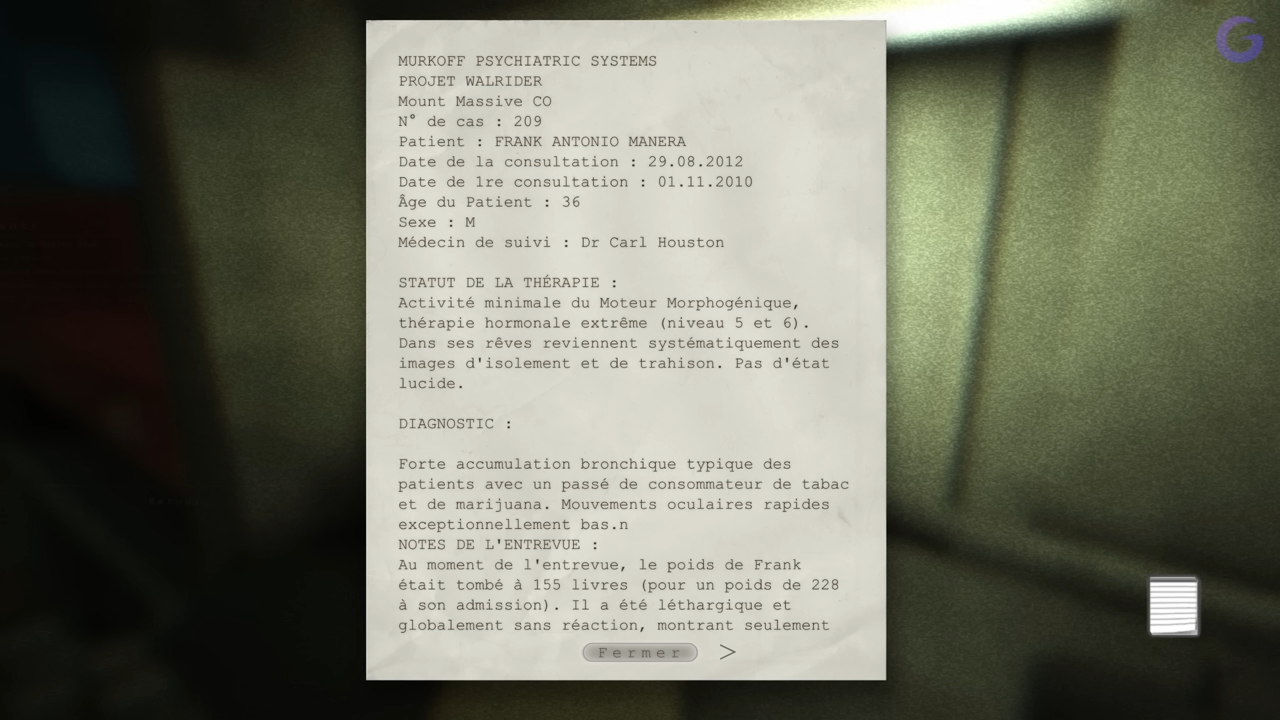 MURKOFF PSYCHIATRIC SYSTEMS
PROJET WALRIDER
Mount Massive CO
N° de cas : 209
Patient : FRANK ANTONIO MANERA
Date de la consultation : 29.08.2012
Date de 1re consultation : 01.11.2010
Âge du Patient : 36
Sexe : M
Médecin de suivi : Dr Carl Houston
STATUT DE LA THÉRAPIE :
Activité minimale du Moteur Morphogénique,
thérapie hormonale extrême (niveau 5 et 6).
Dans ses rêves reviennent systématiquement des
images d'isolement et de trahison. Pas d'état
lucide.
DIAGNOSTIC :
Forte accumulation bronchique typique des
patients avec un passé de consommateur de tabac
et de marijuana. Mouvements oculaires rapides
exceptionnellement bas.n
NOTES DE L'ENTREVUE :
Au moment de l'entrevue, le poids de Frank
était tombé à 155 livres (pour un poids de 228
à son admission). Il a été léthargique et
globalement sans réaction, montrant seulement
Fermer >